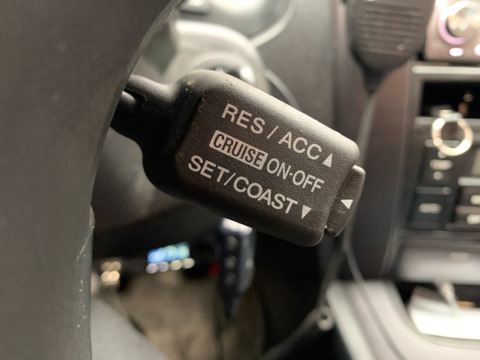 RES / ACC ▲
CRUISE ON-OFF ◀
SET/COAST ▼